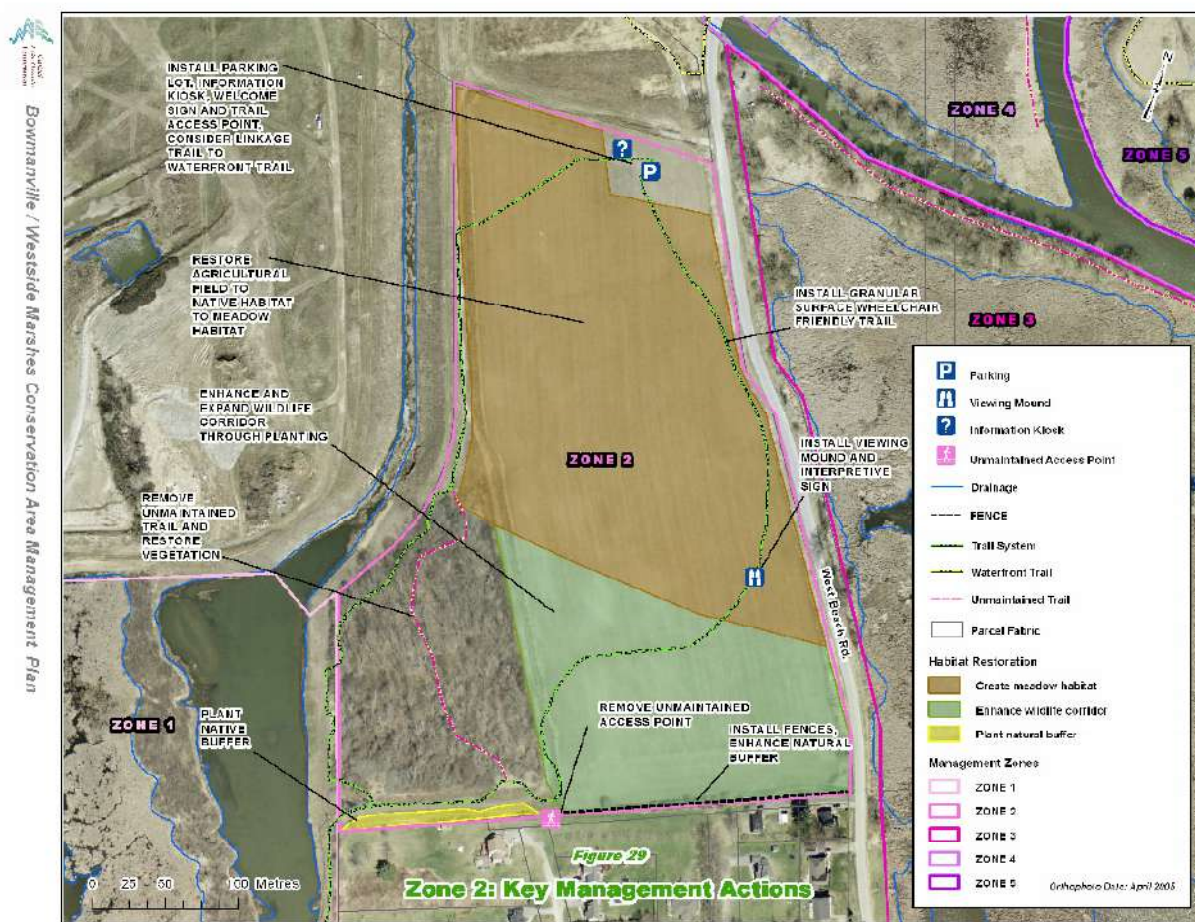 Central
Lake Ontario
Conservation
Bowmanville / Westside Marshes Conservation Area Management Plan
INSTALL PARKING
LOT, INFORMATION
KIOSK, WELCOME
SIGN AND TRAIL
ACCESS POINT,
CONSIDER LINKAGE
TRAIL TO
WATERFRONT TRAIL
RESTORE
AGRICULTURAL
FIELD TO
NATIVE HABITAT
TO MEADOW
HABITAT
ENHANCE AND
EXPAND WILDLIFE
CORRIDOR
THROUGH PLANTING
REMOVE
UNMAINTAINED
TRAIL AND
RESTORE
VEGETATION
ZONE 1
PLANT
NATIVE
BUFFER
?
P
ZONE 2
INSTALL GRANULAR
SURFACE WHEELCHAIR
FRIENDLY TRAIL
INSTALL VIEWING
MOUND AND
INTERPRETIVE
SIGN
West Beach Rd.
REMOVE UNMAINTAINED
ACCESS POINT
INSTALL FENCES,
ENHANCE NATURAL
BUFFER
ZONE 4
ZONE 5
ZONE 3
Z
P Parking
Viewing Mound
? Information Kiosk
Unmaintained Access Point
Drainage
FENCE
Trail System
Waterfront Trail
Unmaintained Trail
Parcel Fabric
Habitat Restoration
Create meadow habitat
Enhance wildlife corridor
Plant natural buffer
Management Zones
ZONE 1
ZONE 2
ZONE 3
ZONE 4
ZONE 5
Orthophoto Date: April 2005
0 25 50 100 Metres
Figure 29
Zone 2: Key Management Actions